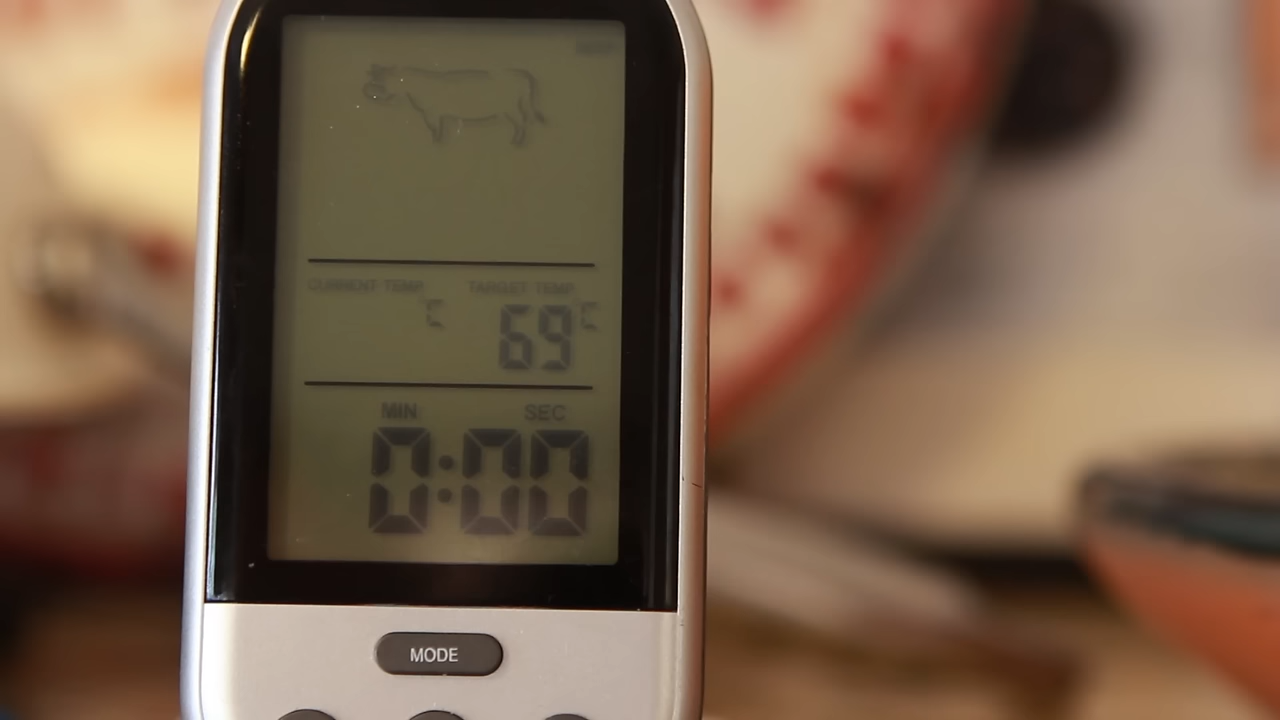 CURRENT TEMP TARGET TEMP
°C 69°C
MIN SEC
0:00
MODE